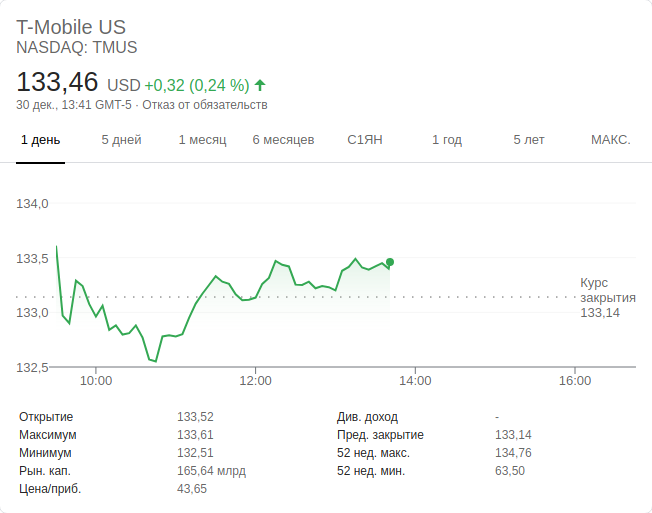 T-Mobile US
NASDAQ: TMUS
133,46 USD +0,32 (0,24 %)
30 дек., 13:41 GMT-5 · Отказ от обязательств
1 день 5 дней 1 месяц 6 месяцев С1ЯН 1 год 5 лет МАКС.
134,0
133,5
133,0
132,5
Курс
закрытия
133,14
10:00 12:00 14:00 16:00
Открытие 133,52 Див. доход -
Максимум 133,61 Пред. закрытие 133,14
Минимум 132,51 52 нед. макс. 134,76
Рын. кап. 165,64 млрд 52 нед. мин. 63,50
Цена/приб. 43,65